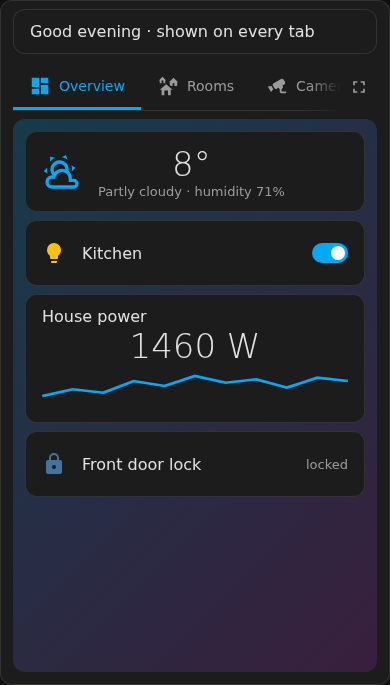 Good evening · shown on every tab
Overview
Rooms
8°
Partly cloudy · humidity 71%
Kitchen
House power
1460 W
Front door lock
locked